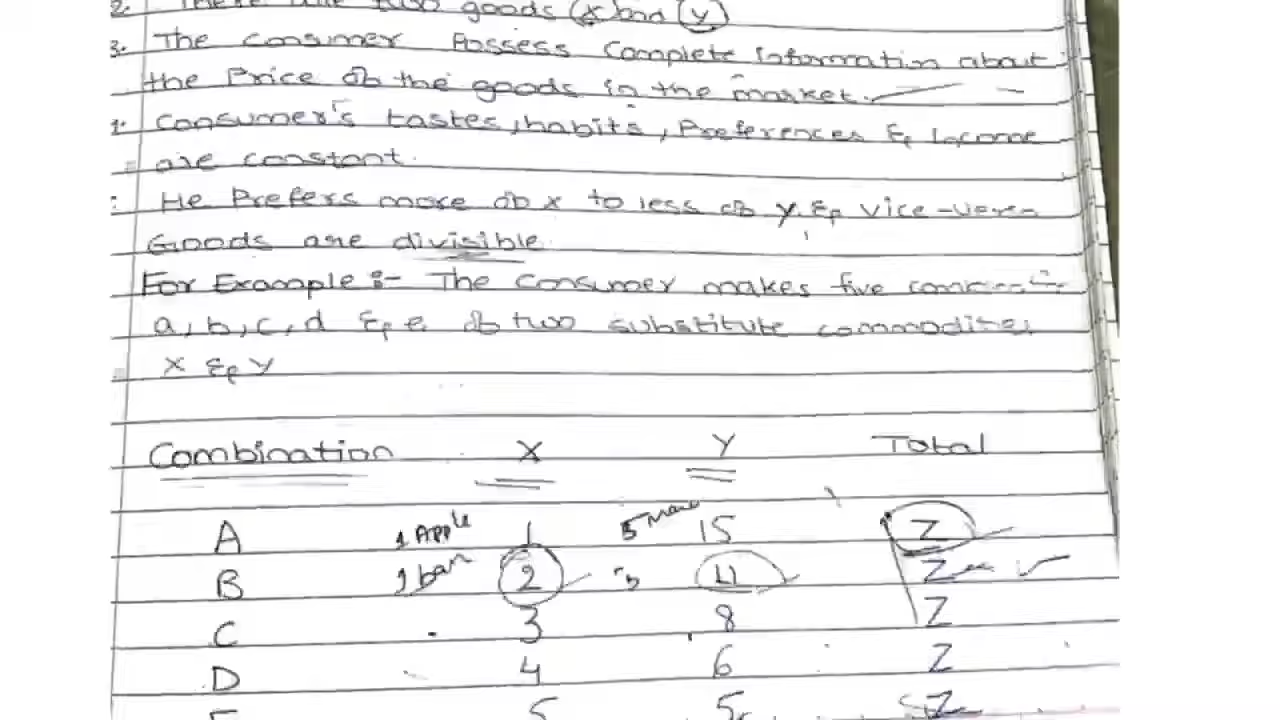 2. There are two goods (x) and (y)
3. The consumer Possess Complete Information about
the Price of the goods in the market.
Consumer's tastes, habits, Preferences & Income
are constant.
He Prefers more of x to less of y & vice-versa
Goods are divisible
For Example :- The consumer makes five
a, b, c, d & e of two substitute commodities
X & Y
Combination X Y Total
A 1 Apple 1 5 15 Z
B 1 ban 2 11 Z
C 3 8 Z
D 4 6 Z
E 5 5 Z